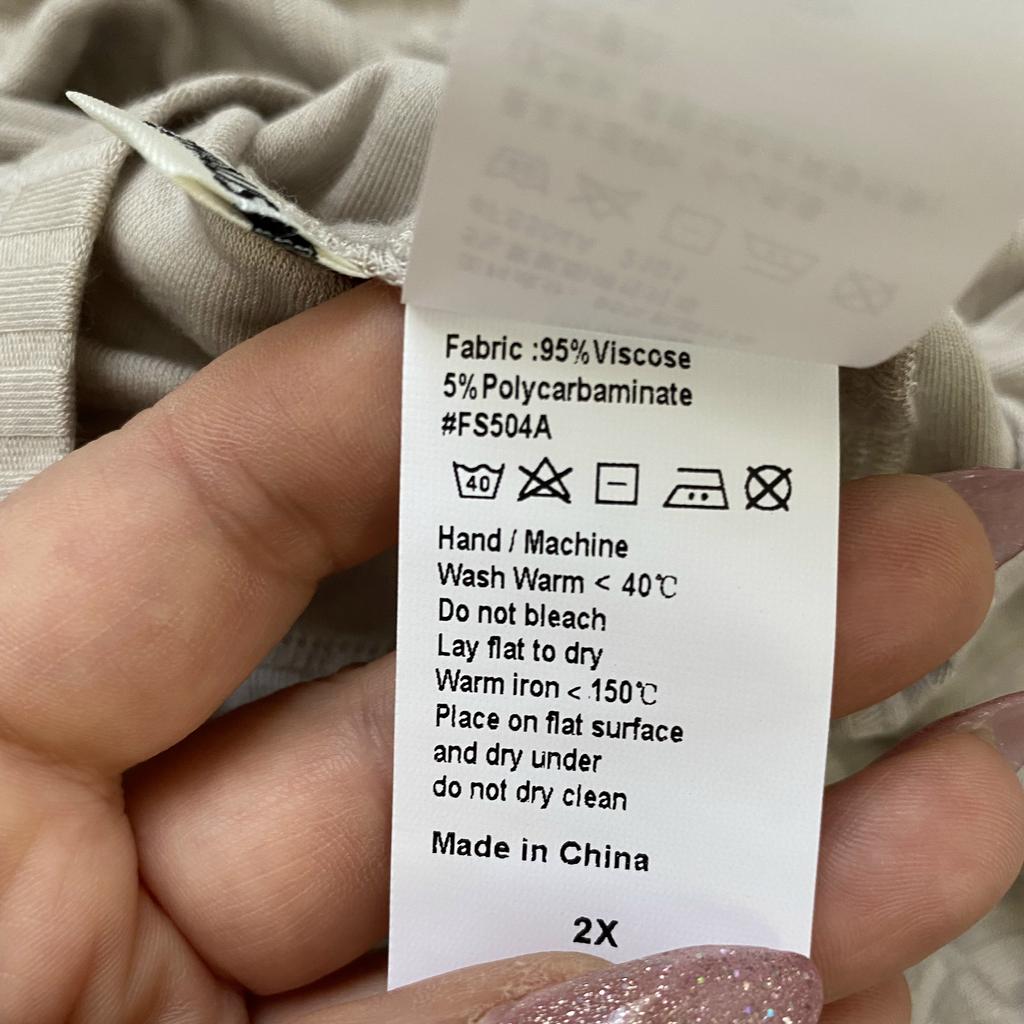 Fabric :95%Viscose
5%Polycarbaminate
#FS504A
40
Hand / Machine
Wash Warm < 40℃
Do not bleach
Lay flat to dry
Warm iron < 150℃
Place on flat surface
and dry under
do not dry clean
Made in China
2X